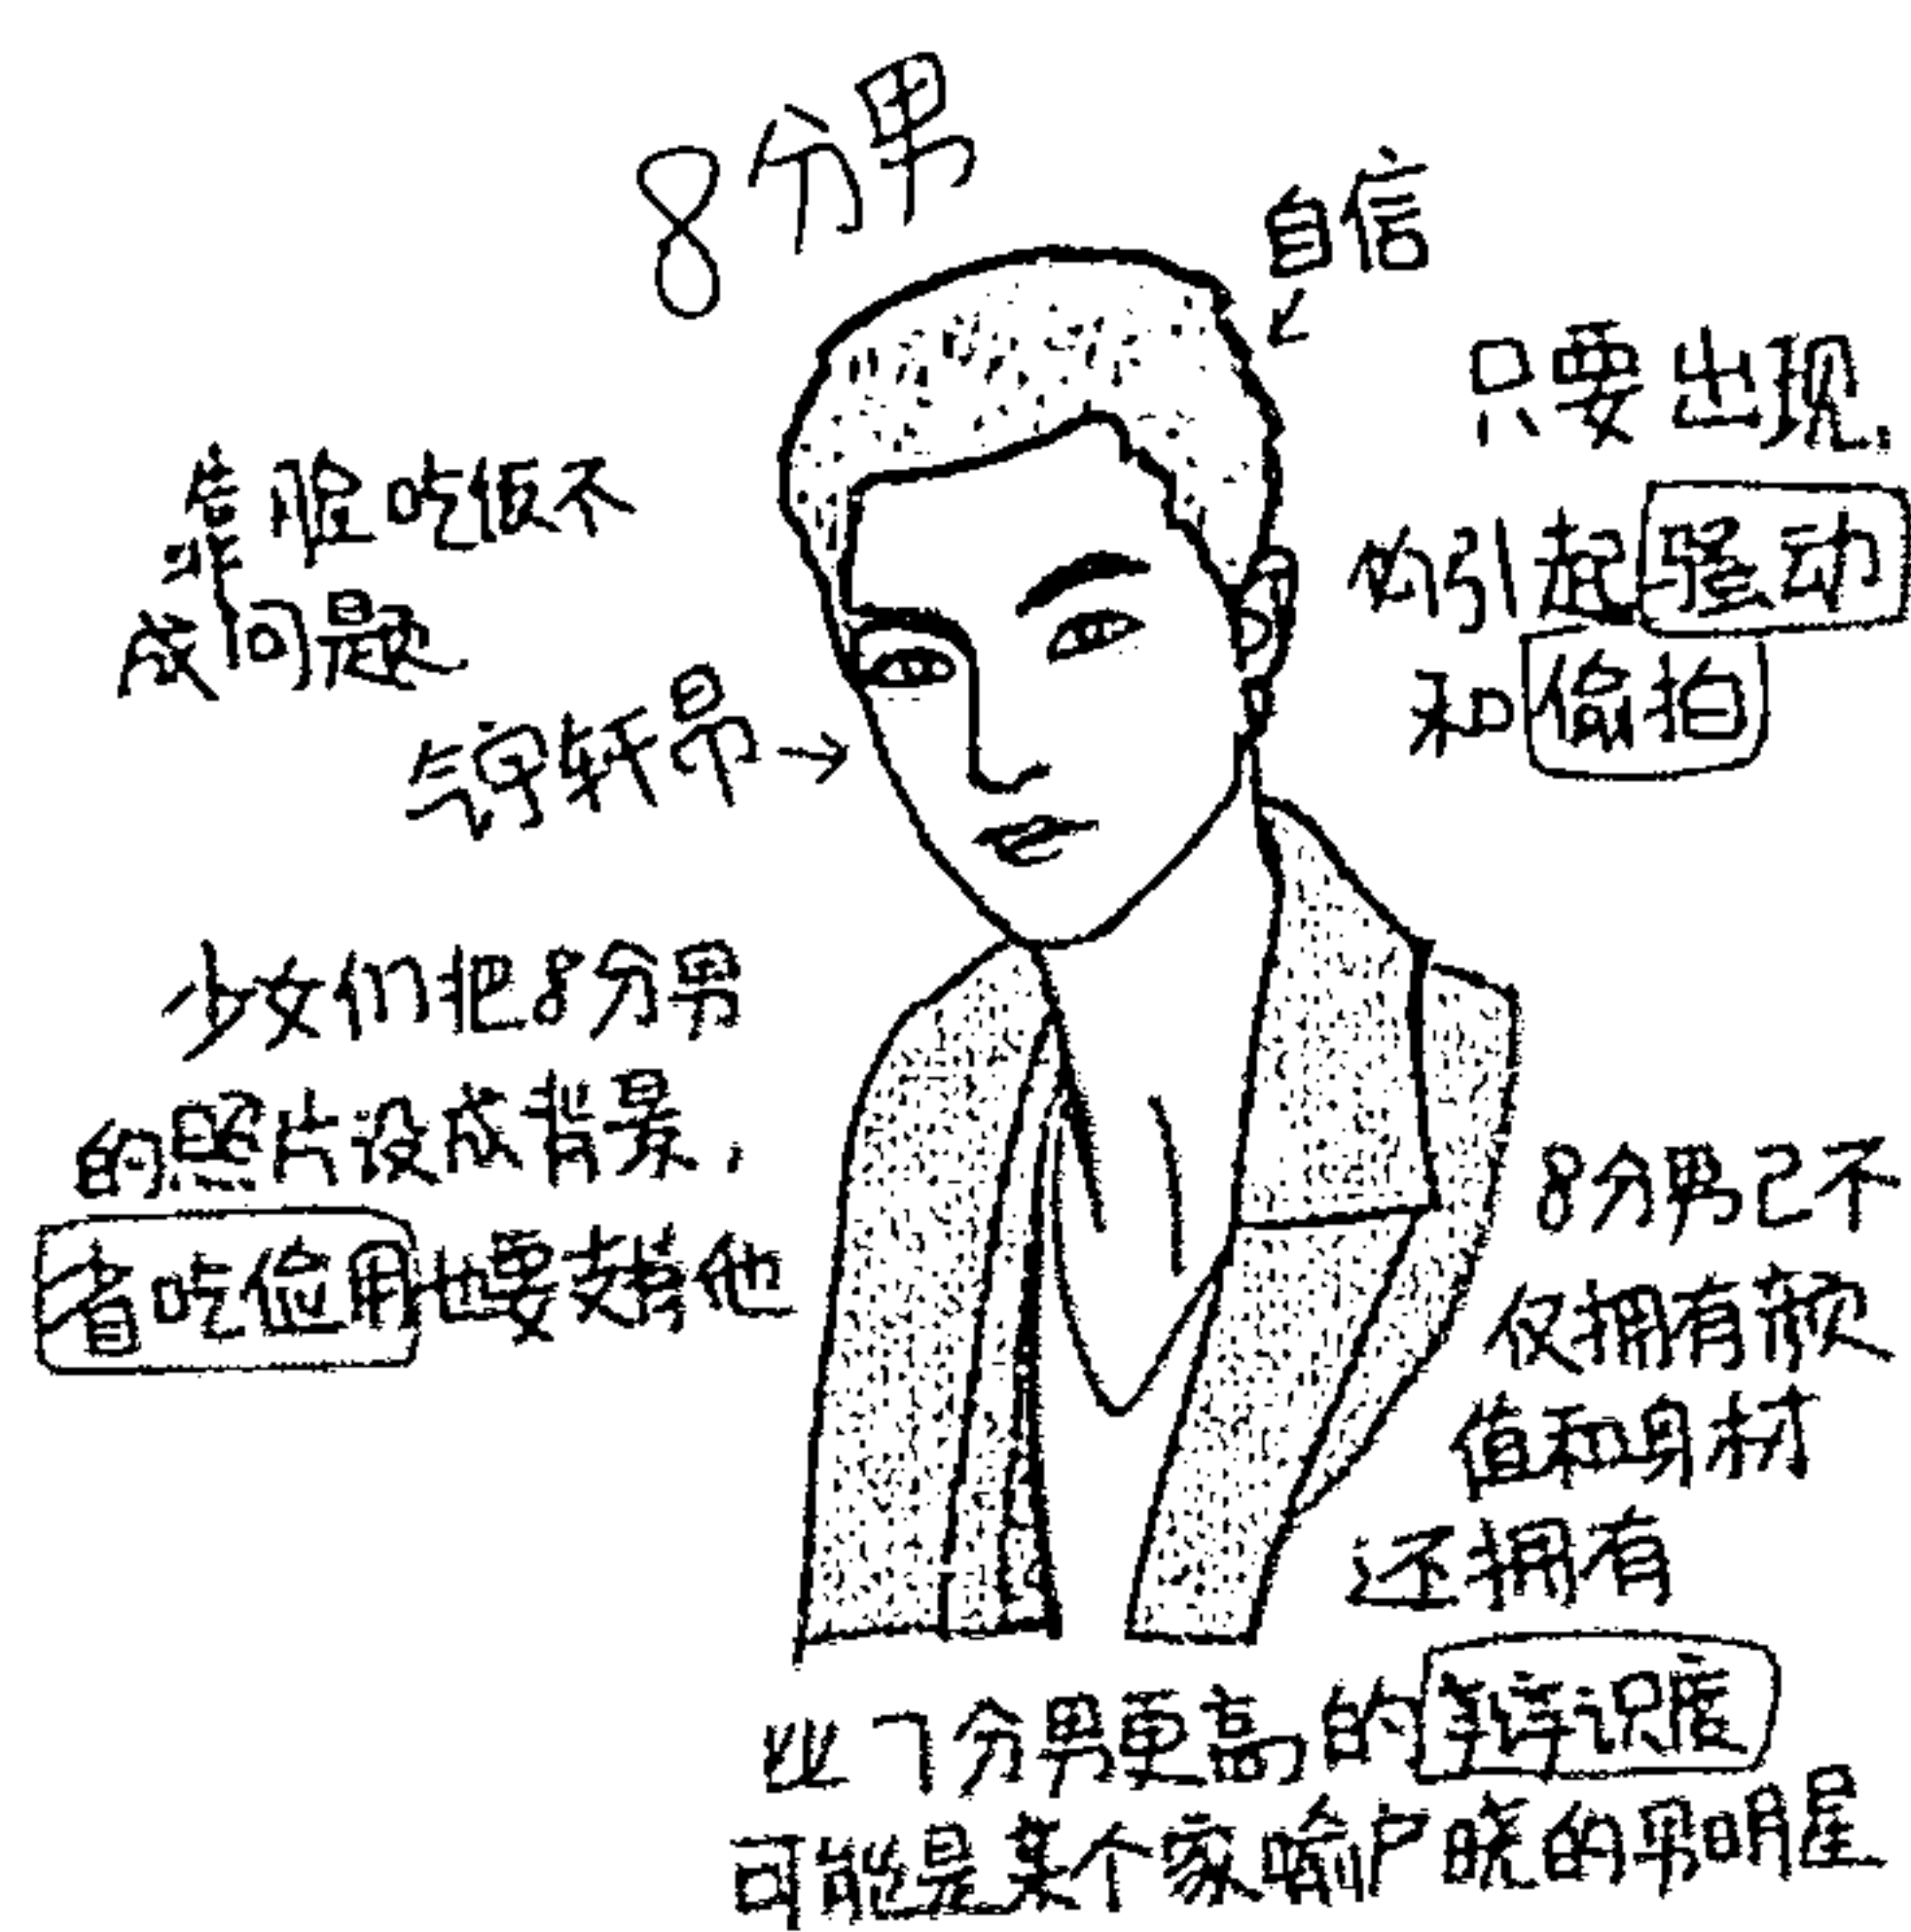 8分男
自信
只要出现.
必引起骚动
和偷拍
靠脸吃饭不
成问题
气宇轩昂→
少女们把8分男
的照片设成背景,
省吃俭用也要支持他
8分男已不
仅拥有颜
值和身材
还拥有
比7分男更高的辨识度
可能是某个家喻户晓的男明星